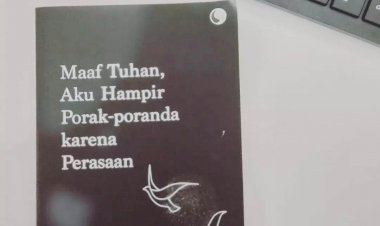 Maaf Tuhan,
Aku Hampir
Porak-poranda
karena
Perasaan